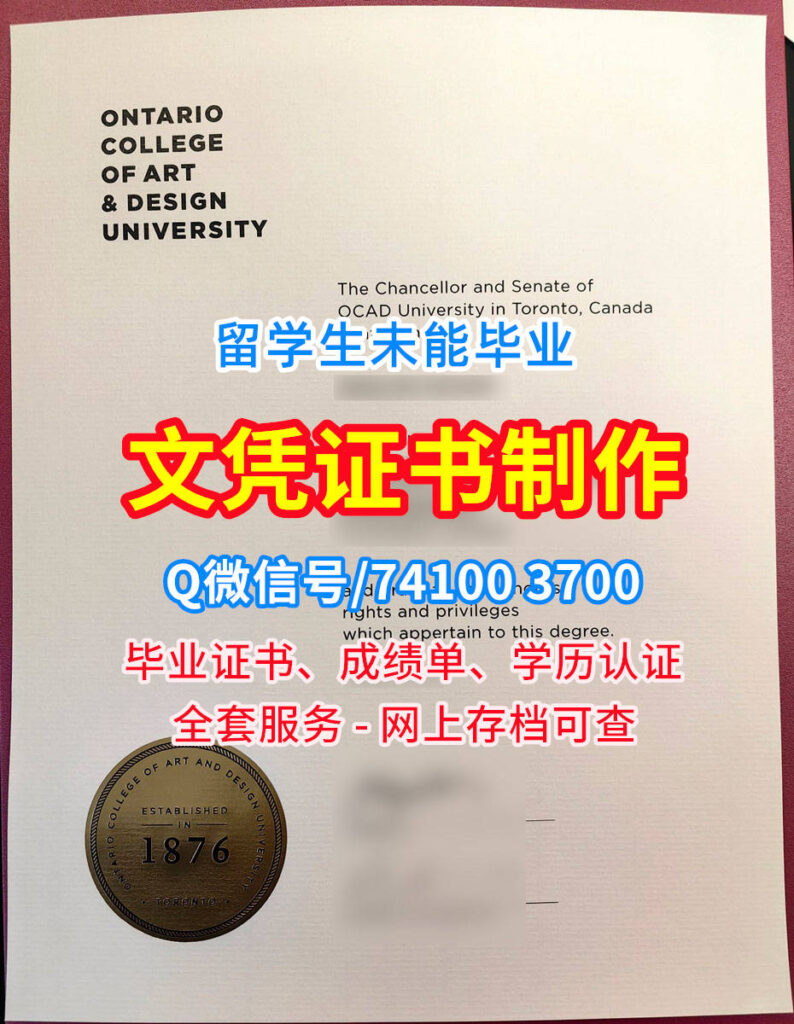 ONTARIO
COLLEGE
OF ART
& DESIGN
UNIVERSITY
The Chancellor and Senate of
OCAD University in Toronto, Canada
留学生未能毕业
文凭证书制作
Q微信号/74100 3700
rights and privileges
which appertain to this degree.
毕业证书、成绩单、学历认证
全套服务 - 网上存档可查
ONTARIO COLLEGE OF ART AND DESIGN UNIVERSITY
ESTABLISHED
IN
1876
TORONTO